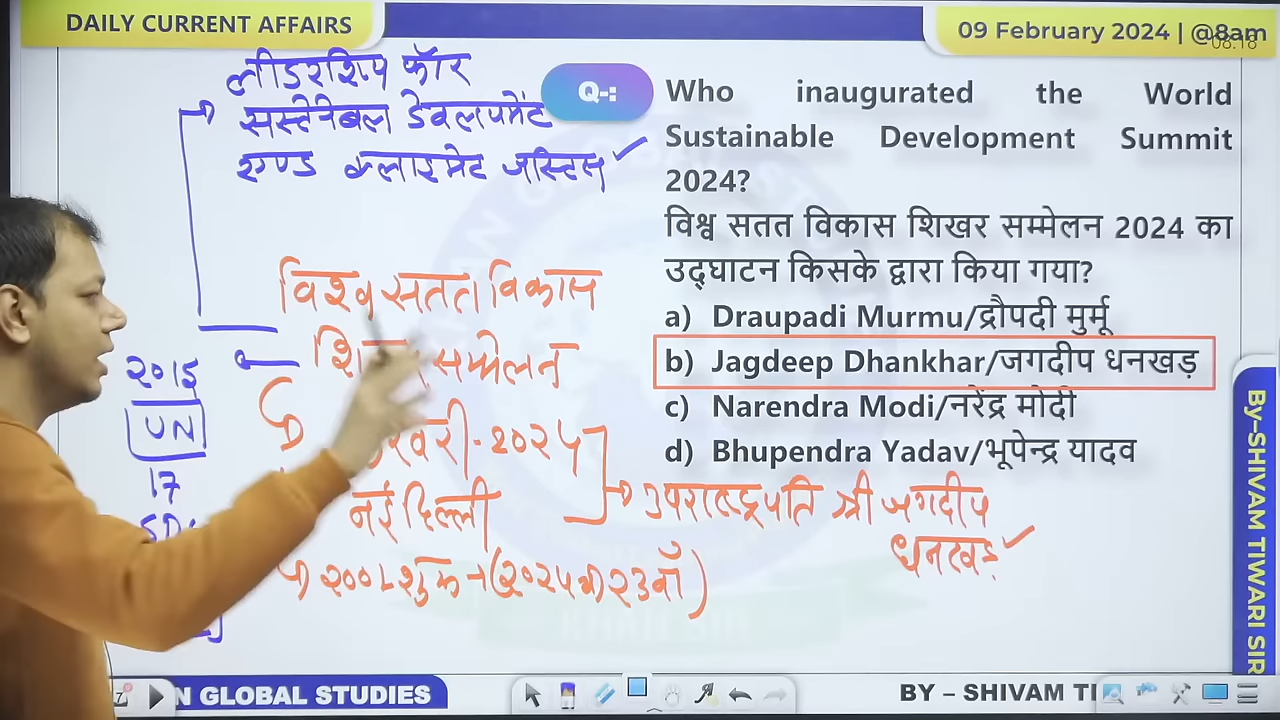 DAILY CURRENT AFFAIRS
09 February 2024 | @8am
08:18
लीडरशिप फॉर
सस्टेनेबल डेवलपमेंट
एण्ड क्लाइमेट जस्टिस
Q-:
Who inaugurated the World
Sustainable Development Summit
2024?
विश्व सतत विकास शिखर सम्मेलन 2024 का
उद्घाटन किसके द्वारा किया गया?
a) Draupadi Murmu/द्रौपदी मुर्मू
b) Jagdeep Dhankhar/जगदीप धनखड़
c) Narendra Modi/नरेंद्र मोदी
d) Bhupendra Yadav/भूपेन्द्र यादव
विश्व सतत विकास
सम्मेलन
2015
UN
17
नई दिल्ली
उपराष्ट्रपति श्री जगदीप
धनखड़
By-SHIVAM TIWARI SIR
N GLOBAL STUDIES
BY – SHIVAM TI